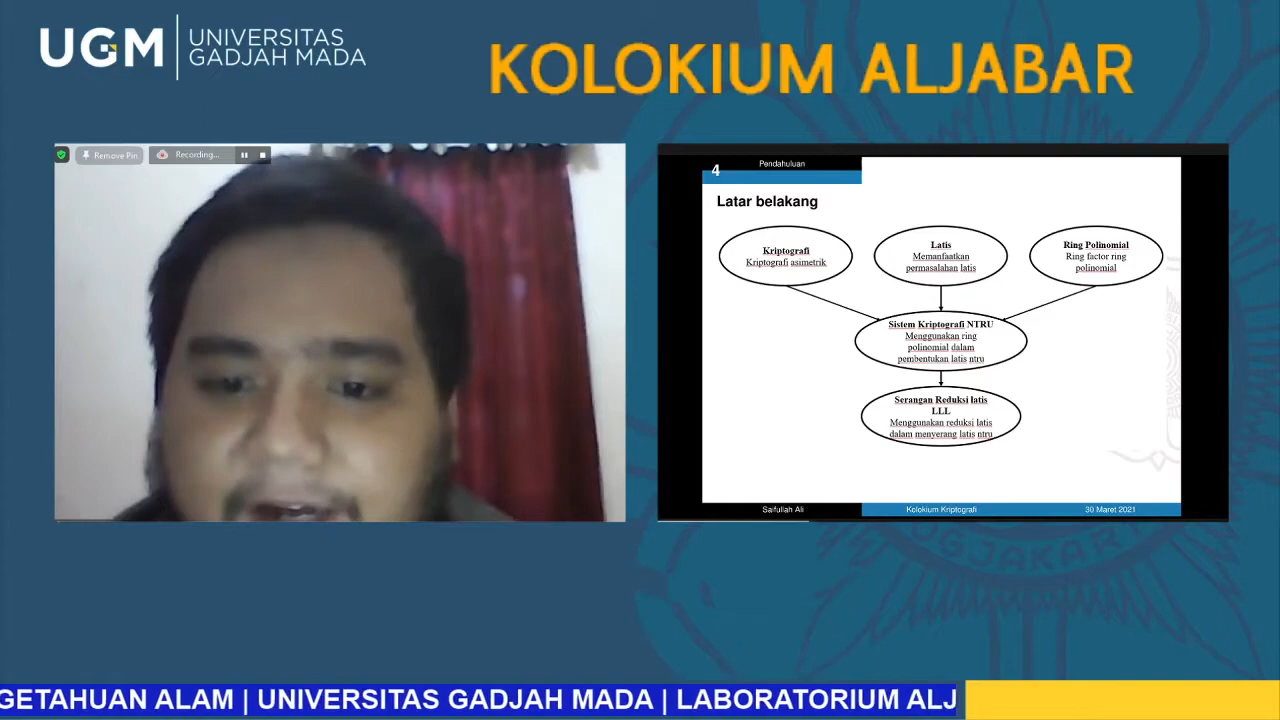 UGM
UNIVERSITAS
GADJAH MADA
KOLOKIUM ALJABAR
Remove Pin
Recording...
4
Pendahuluan
Latar belakang
Kriptografi
Kriptografi asimetrik
Latis
Memanfaatkan
permasalahan latis
Ring Polinomial
Ring factor ring
polinomial
Sistem Kriptografi NTRU
Menggunakan ring
polinomial dalam
pembentukan latis ntru
Serangan Reduksi latis
LLL
Menggunakan reduksi latis
dalam menyerang latis ntru
Saifullah Ali
Kolokium Kriptografi
30 Maret 2021
GETAHUAN ALAM | UNIVERSITAS GADJAH MADA | LABORATORIUM ALJ